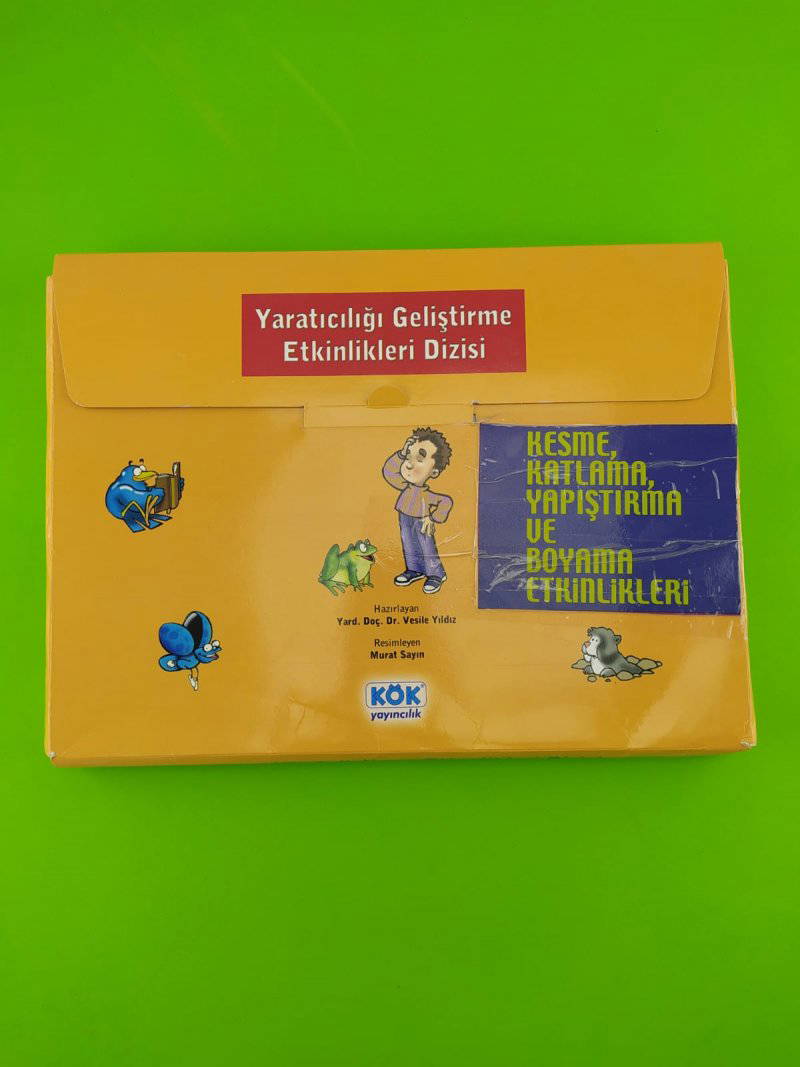 Yaratıcılığı Geliştirme
Etkinlikleri Dizisi
KESME,
KATLAMA,
YAPIŞTIRMA
VE
BOYAMA
ETKİNLİKLERİ
Hazırlayan
Yard. Doç. Dr. Vesile Yıldız
Resimleyen
Murat Sayın
KÖK
yayıncılık